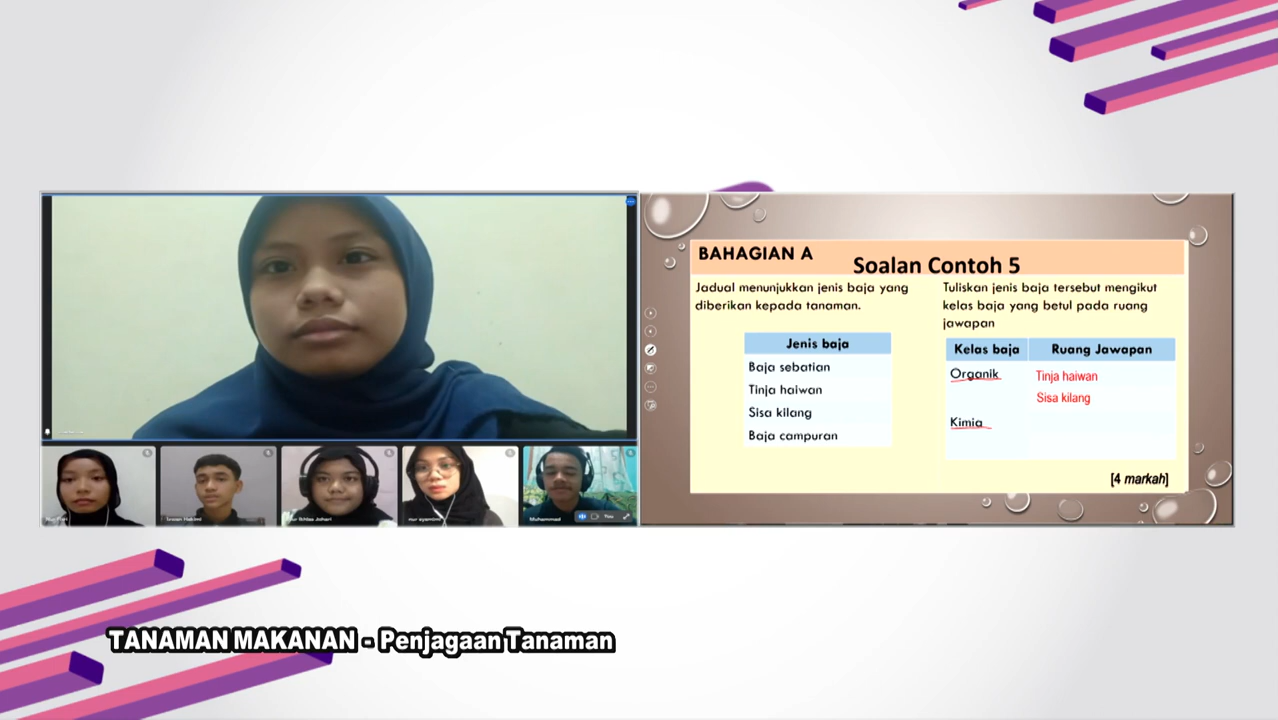 BAHAGIAN A
Soalan Contoh 5
Jadual menunjukkan jenis baja yang
diberikan kepada tanaman.
Jenis baja
Baja sebatian
Tinja haiwan
Sisa kilang
Baja campuran
Tuliskan jenis baja tersebut mengikut
kelas baja yang betul pada ruang
jawapan
Kelas baja Ruang Jawapan
Organik Tinja haiwan
Sisa kilang
Kimia
[4 markah]
Muhammad
You
TANAMAN MAKANAN - Penjagaan Tanaman